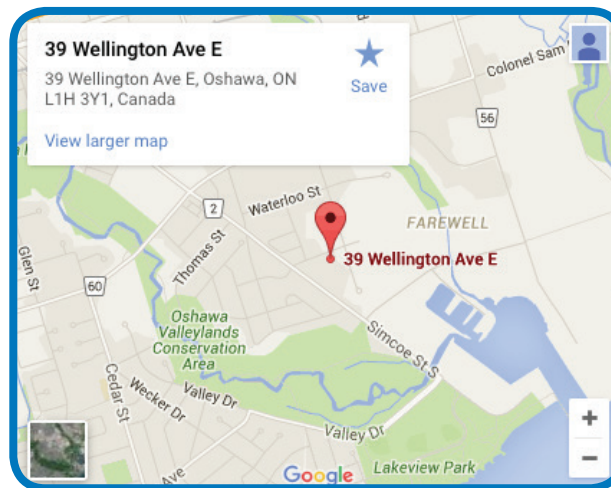 39 Wellington Ave E
39 Wellington Ave E, Oshawa, ON
L1H 3Y1, Canada
Save
View larger map
Colonel Sam
56
Waterloo St
2
FAREWELL
Thomas St
39 Wellington Ave E
Glen St
60
Oshawa
Valleylands
Conservation
Area
Simcoe St S
Cedar St
Wecker Dr
Valley Dr
Valley Dr
Ave
Google
Lakeview Park
+
−